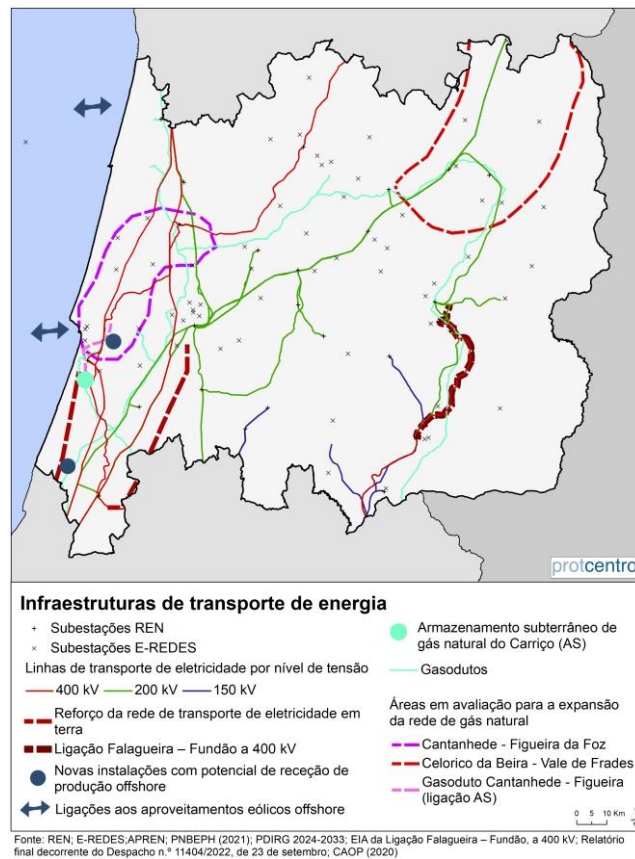 protcentro
Infraestruturas de transporte de energia
Subestações REN
Subestações E-REDES
Linhas de transporte de eletricidade por nível de tensão
400 kV
200 kV
150 kV
Reforço da rede de transporte de eletricidade em
terra
Ligação Falagueira – Fundão a 400 kV
Novas instalações com potencial de receção de
produção offshore
Ligações aos aproveitamentos eólicos offshore
Armazenamento subterrâneo de
gás natural do Carriço (AS)
Gasodutos
Áreas em avaliação para a expansão
da rede de gás natural
Cantanhede - Figueira da Foz
Celorico da Beira - Vale de Frades
Gasoduto Cantanhede - Figueira
(ligação AS)
0 5 10 Km
Fonte: REN; E-REDES;APREN; PNBEPH (2021); PDIRG 2024-2033; EIA da Ligação Falagueira – Fundão, a 400 kV; Relatório
final decorrente do Despacho n.º 11404/2022, de 23 de setembro; CAOP (2020)